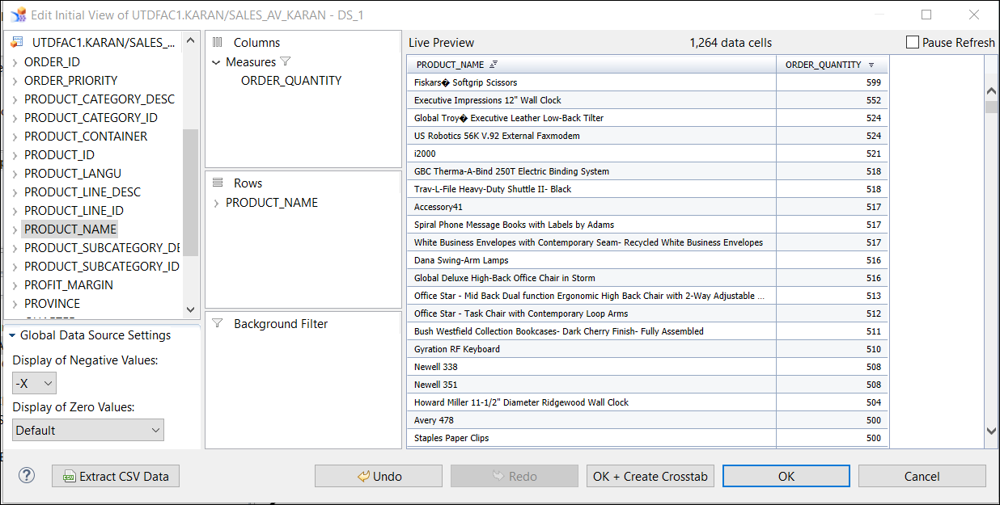 Edit Initial View of UTDFAC1.KARAN/SALES_AV_KARAN - DS_1
UTDFAC1.KARAN/SALES_...
ORDER_ID
ORDER_PRIORITY
PRODUCT_CATEGORY_DESC
PRODUCT_CATEGORY_ID
PRODUCT_CONTAINER
PRODUCT_ID
PRODUCT_LANGU
PRODUCT_LINE_DESC
PRODUCT_LINE_ID
PRODUCT_NAME
PRODUCT_SUBCATEGORY_DE
PRODUCT_SUBCATEGORY_ID
PROFIT_MARGIN
PROVINCE
Global Data Source Settings
Display of Negative Values:
-X
Display of Zero Values:
Default
Columns
Measures
ORDER_QUANTITY
Rows
PRODUCT_NAME
Background Filter
Live Preview 1,264 data cells Pause Refresh
PRODUCT_NAME ORDER_QUANTITY
Fiskars� Softgrip Scissors 599
Executive Impressions 12" Wall Clock 552
Global Troy� Executive Leather Low-Back Tilter 524
US Robotics 56K V.92 External Faxmodem 524
i2000 521
GBC Therma-A-Bind 250T Electric Binding System 518
Trav-L-File Heavy-Duty Shuttle II- Black 518
Accessory41 517
Spiral Phone Message Books with Labels by Adams 517
White Business Envelopes with Contemporary Seam- Recycled White Business Envelopes 517
Dana Swing-Arm Lamps 516
Global Deluxe High-Back Office Chair in Storm 516
Office Star - Mid Back Dual function Ergonomic High Back Chair with 2-Way Adjustable ... 513
Office Star - Task Chair with Contemporary Loop Arms 512
Bush Westfield Collection Bookcases- Dark Cherry Finish- Fully Assembled 511
Gyration RF Keyboard 510
Newell 338 508
Newell 351 508
Howard Miller 11-1/2" Diameter Ridgewood Wall Clock 504
Avery 478 500
Staples Paper Clips 500
? Extract CSV Data Undo Redo OK + Create Crosstab OK Cancel